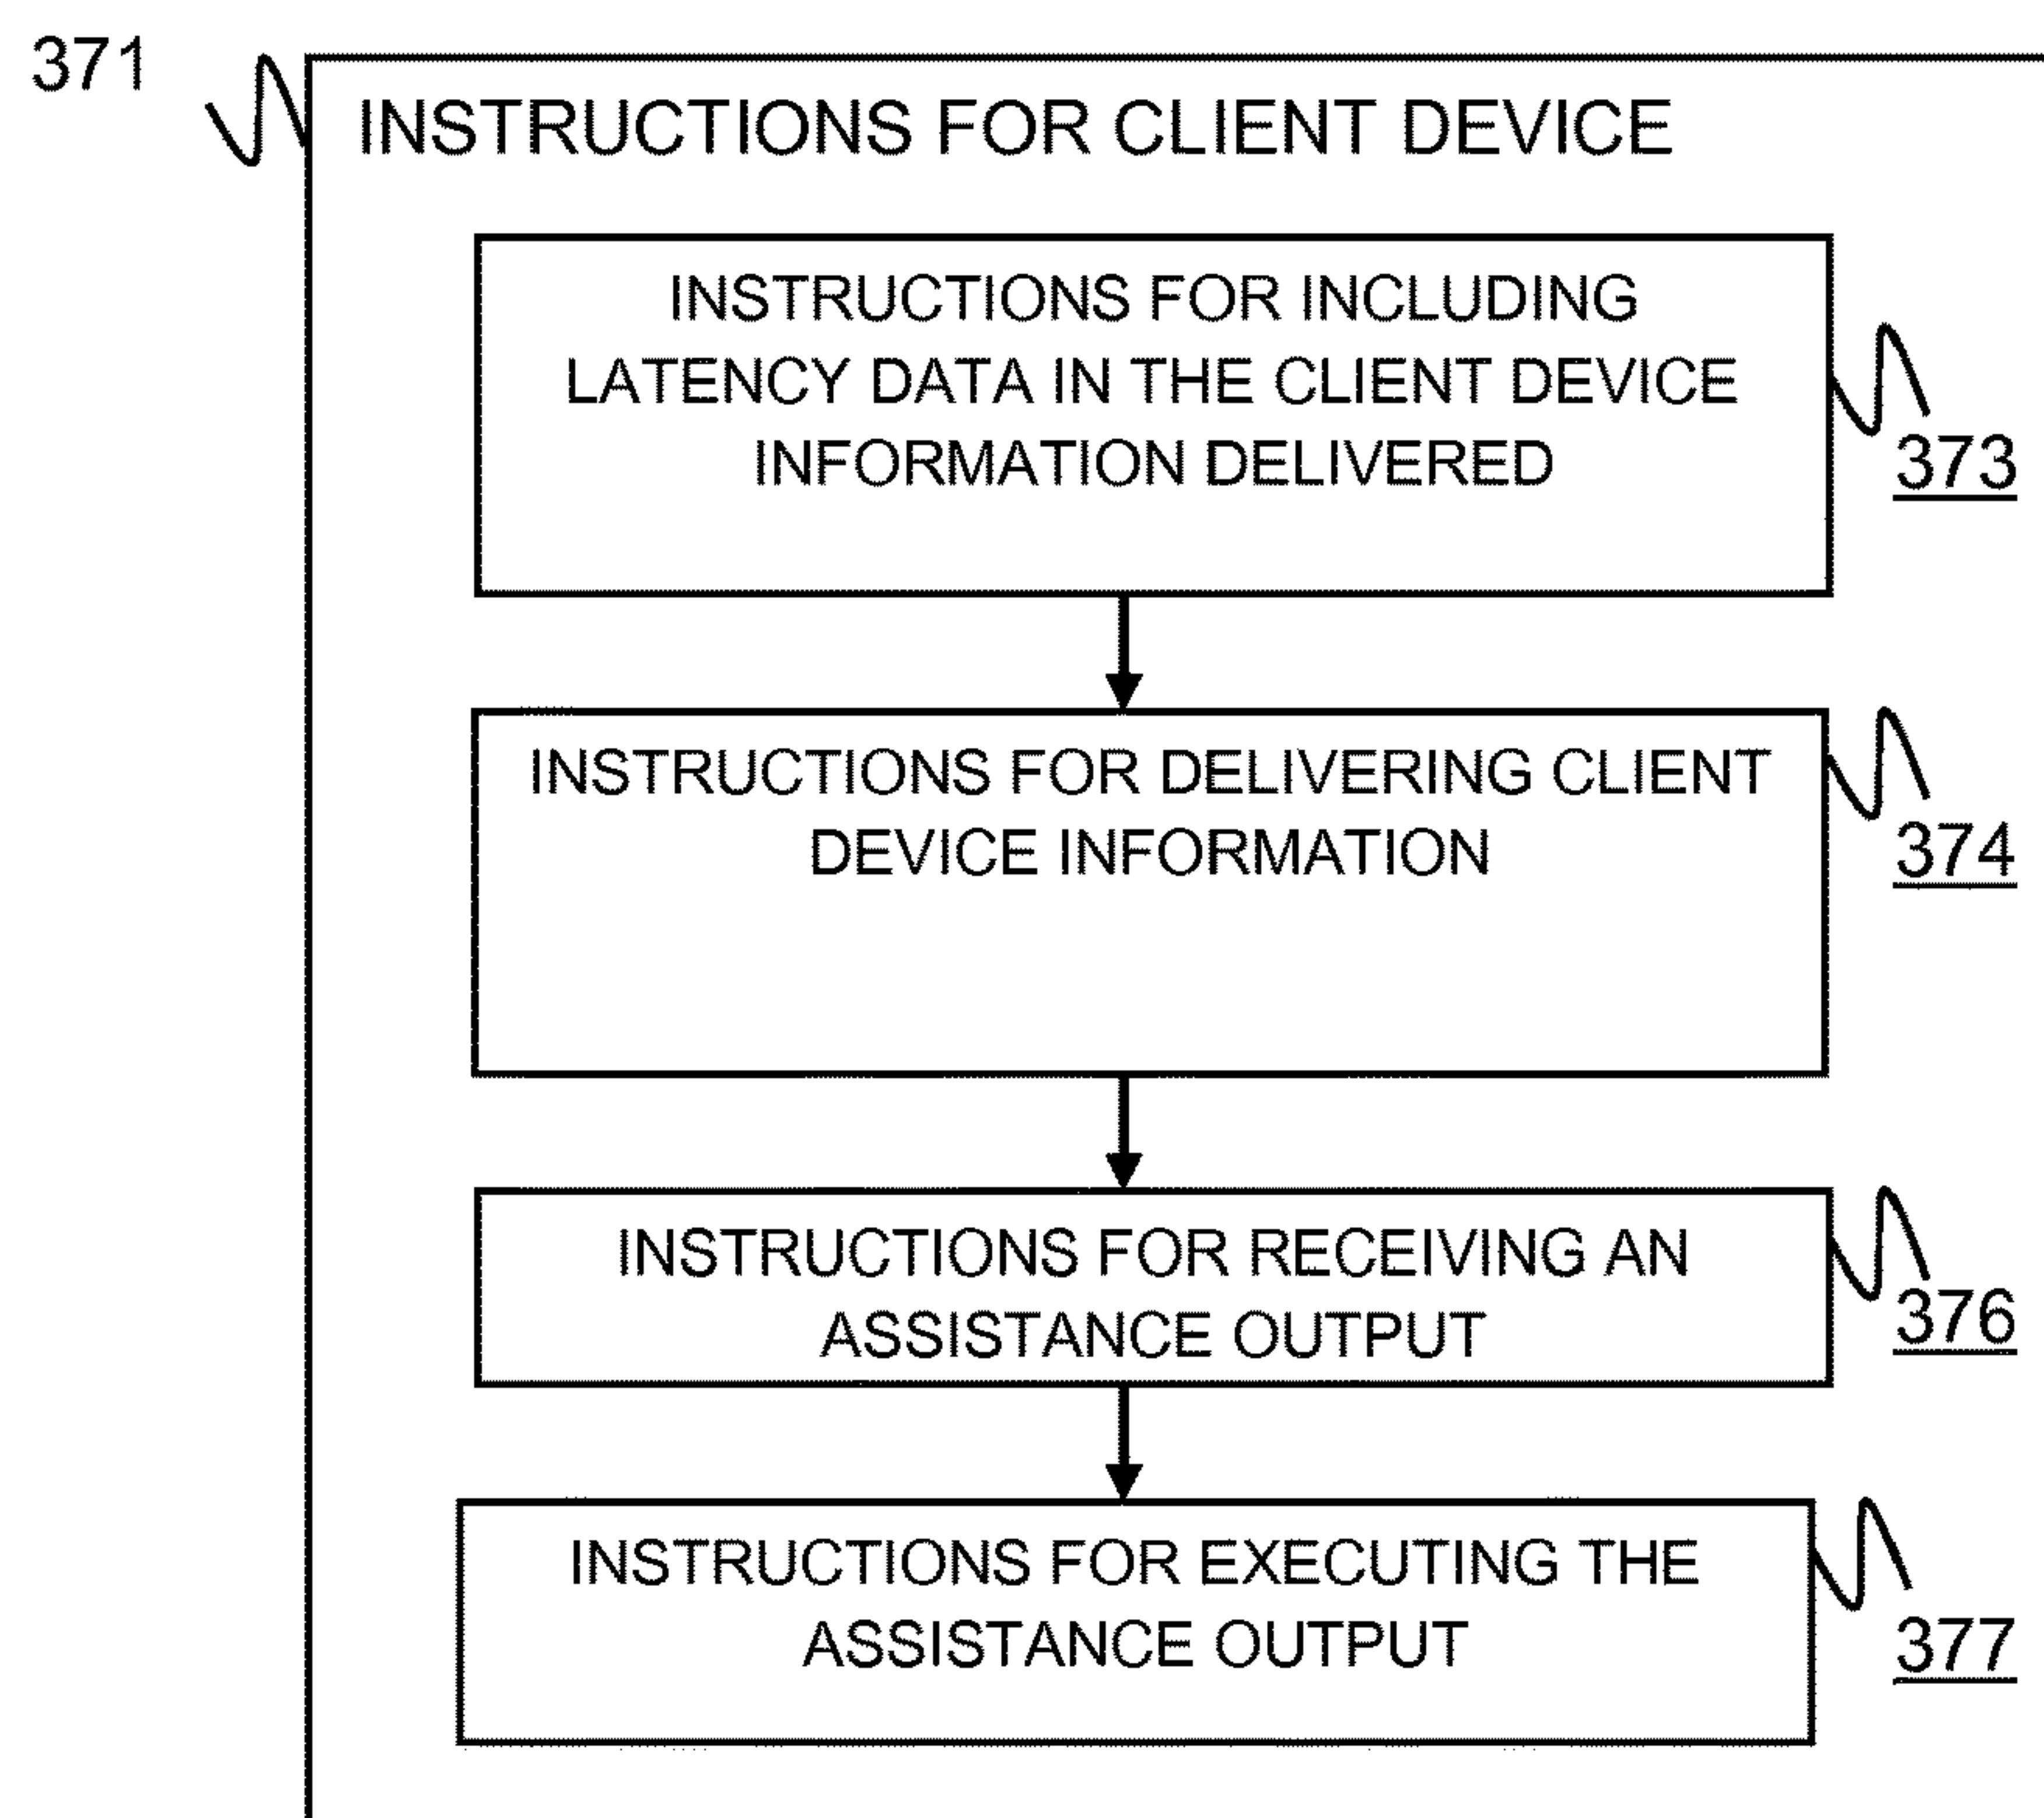 371
INSTRUCTIONS FOR CLIENT DEVICE
INSTRUCTIONS FOR INCLUDING
LATENCY DATA IN THE CLIENT DEVICE
INFORMATION DELIVERED
373
INSTRUCTIONS FOR DELIVERING CLIENT
DEVICE INFORMATION
374
INSTRUCTIONS FOR RECEIVING AN
ASSISTANCE OUTPUT
376
INSTRUCTIONS FOR EXECUTING THE
ASSISTANCE OUTPUT
377